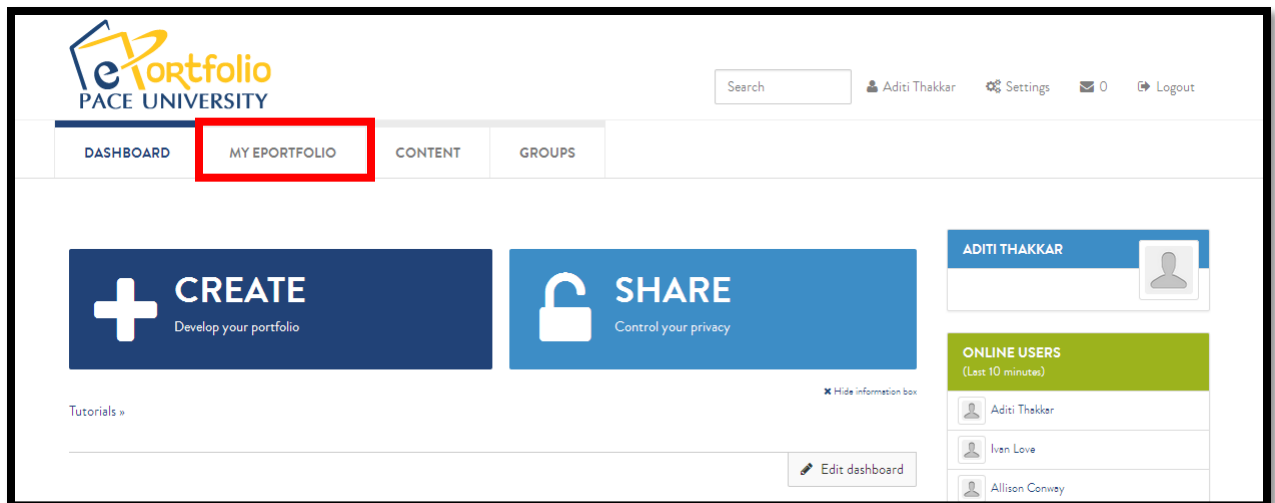 ePortfolio
PACE UNIVERSITY
Search
Aditi Thakkar
Settings
0
Logout
DASHBOARD
MY EPORTFOLIO
CONTENT
GROUPS
CREATE
Develop your portfolio
SHARE
Control your privacy
Hide information box
Tutorials »
Edit dashboard
ADITI THAKKAR
ONLINE USERS
(Last 10 minutes)
Aditi Thakkar
Ivan Love
Allison Conway